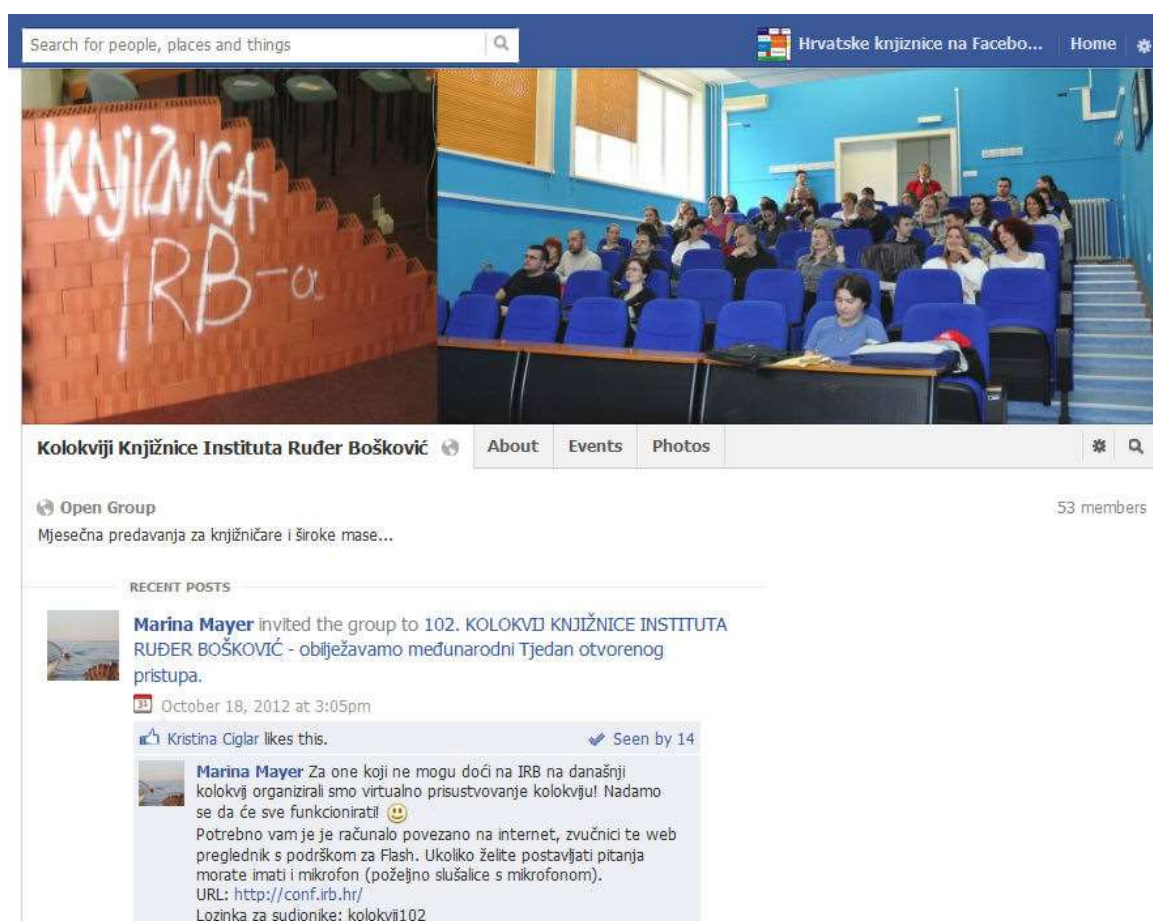 Search for people, places and things
Hrvatske knjiznice na Facebo...
Home
KNJIŽNICA
IRB-a
Kolokviji Knjižnice Instituta Ruđer Bošković
About
Events
Photos
Open Group
53 members
Mjesečna predavanja za knjižničare i široke mase...
RECENT POSTS
Marina Mayer invited the group to 102. KOLOKVIJ KNJIŽNICE INSTITUTA
RUĐER BOŠKOVIĆ - obilježavamo međunarodni Tjedan otvorenog
pristupa.
31
October 18, 2012 at 3:05pm
Kristina Ciglar likes this.
Seen by 14
Marina Mayer Za one koji ne mogu doći na IRB na današnji
kolokvij organizirali smo virtualno prisustvovanje kolokviju! Nadamo
se da će sve funkcionirati!
Potrebno vam je je računalo povezano na internet, zvučnici te web
preglednik s podrškom za Flash. Ukoliko želite postavljati pitanja
morate imati i mikrofon (poželjno slušalice s mikrofonom).
URL: http://conf.irb.hr/
Lozinka za sudionike: kolokvij102